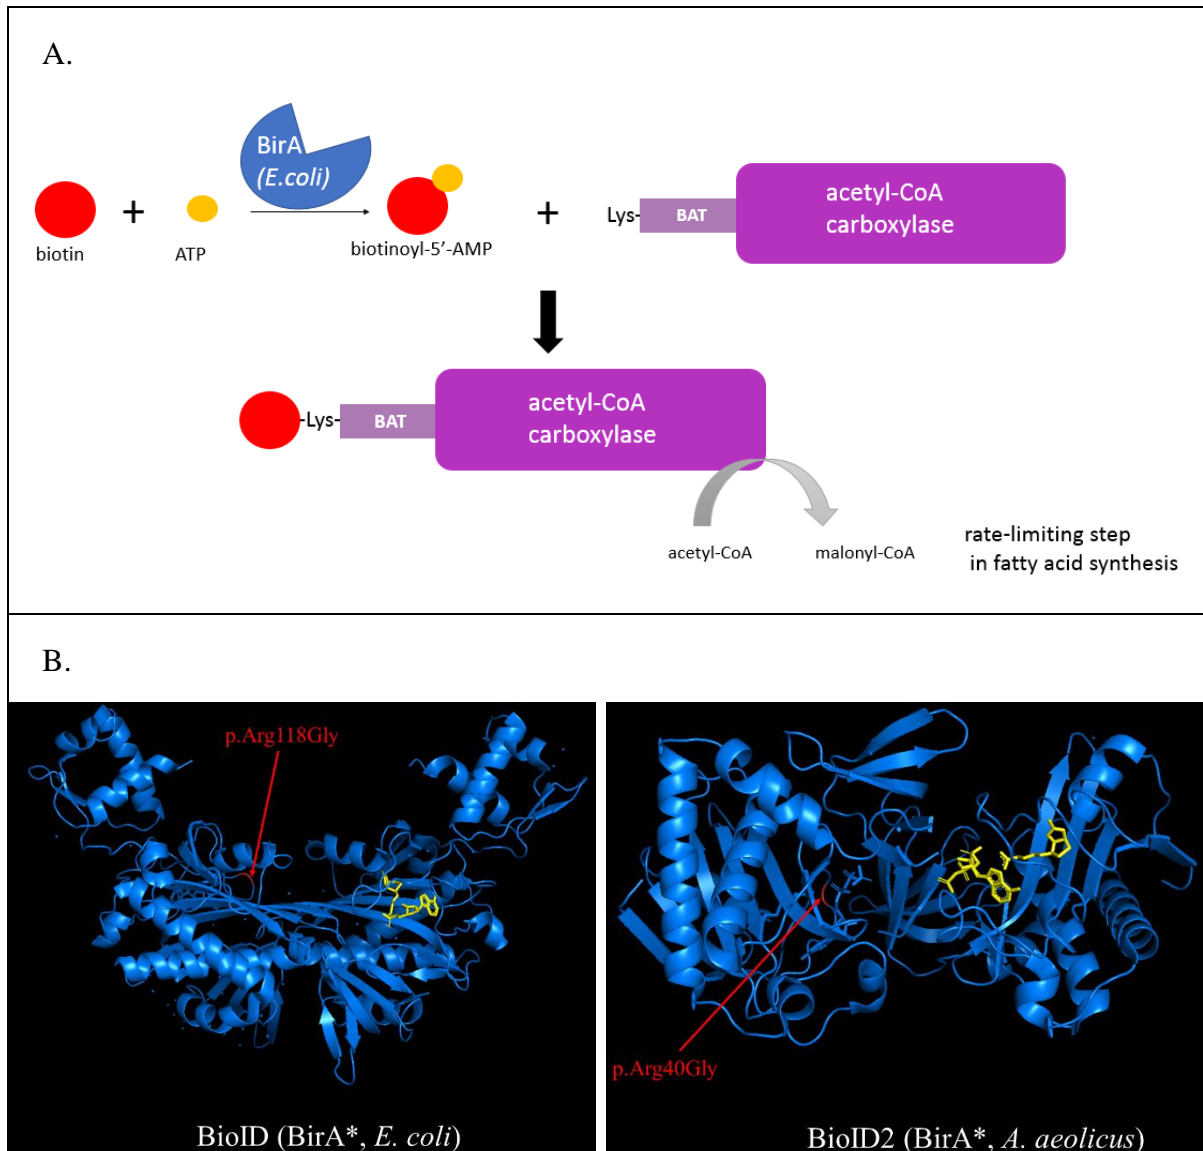 A.
BirA
(E.coli)
+
+
biotin
ATP
biotinoyl-5’-AMP
Lys-
BAT
acetyl-CoA
carboxylase
-Lys-
BAT
acetyl-CoA
carboxylase
acetyl-CoA
malonyl-CoA
rate-limiting step
in fatty acid synthesis
B.
p.Arg118Gly
BioID (BirA*, E. coli)
p.Arg40Gly
BioID2 (BirA*, A. aeolicus)